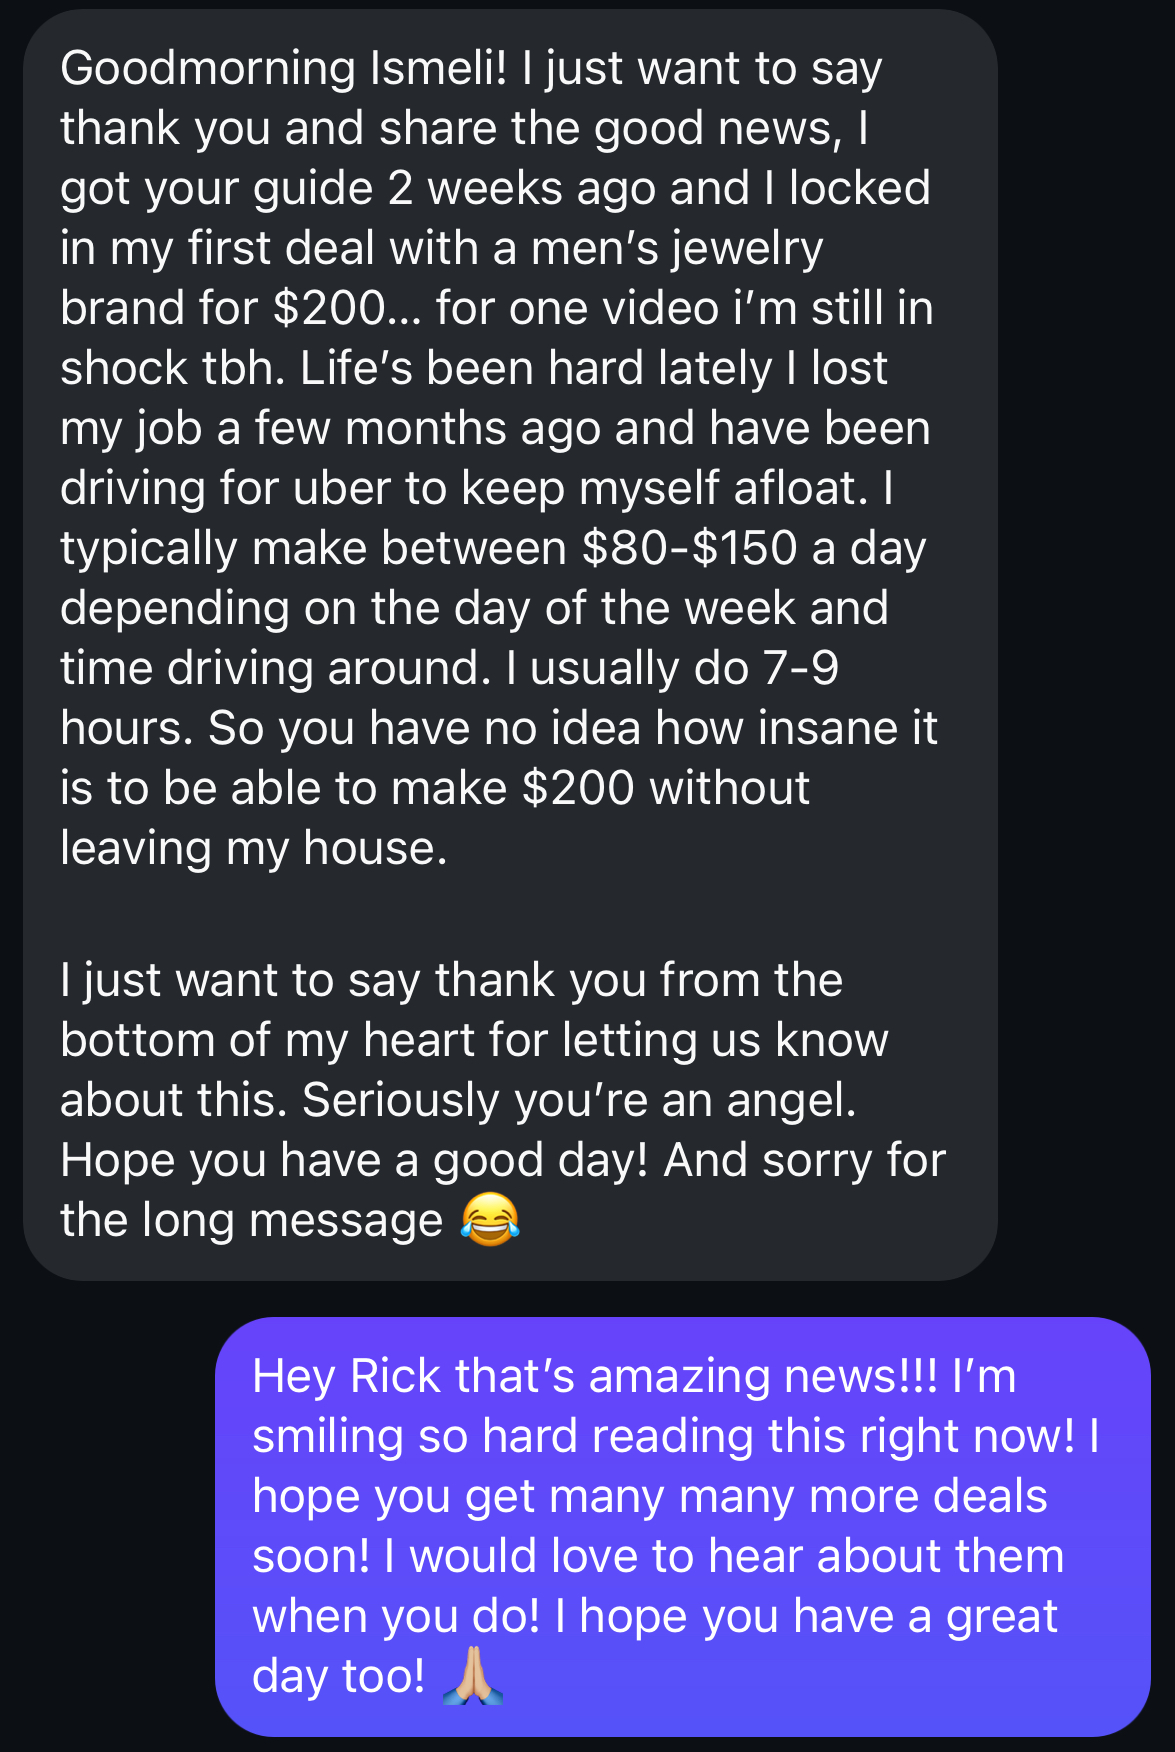 Goodmorning Ismeli! I just want to say
thank you and share the good news, I
got your guide 2 weeks ago and I locked
in my first deal with a men’s jewelry
brand for $200... for one video i’m still in
shock tbh. Life’s been hard lately I lost
my job a few months ago and have been
driving for uber to keep myself afloat. I
typically make between $80-$150 a day
depending on the day of the week and
time driving around. I usually do 7-9
hours. So you have no idea how insane it
is to be able to make $200 without
leaving my house.
I just want to say thank you from the
bottom of my heart for letting us know
about this. Seriously you’re an angel.
Hope you have a good day! And sorry for
the long message 😂
Hey Rick that’s amazing news!!! I’m
smiling so hard reading this right now! I
hope you get many many more deals
soon! I would love to hear about them
when you do! I hope you have a great
day too! 🙏🏼